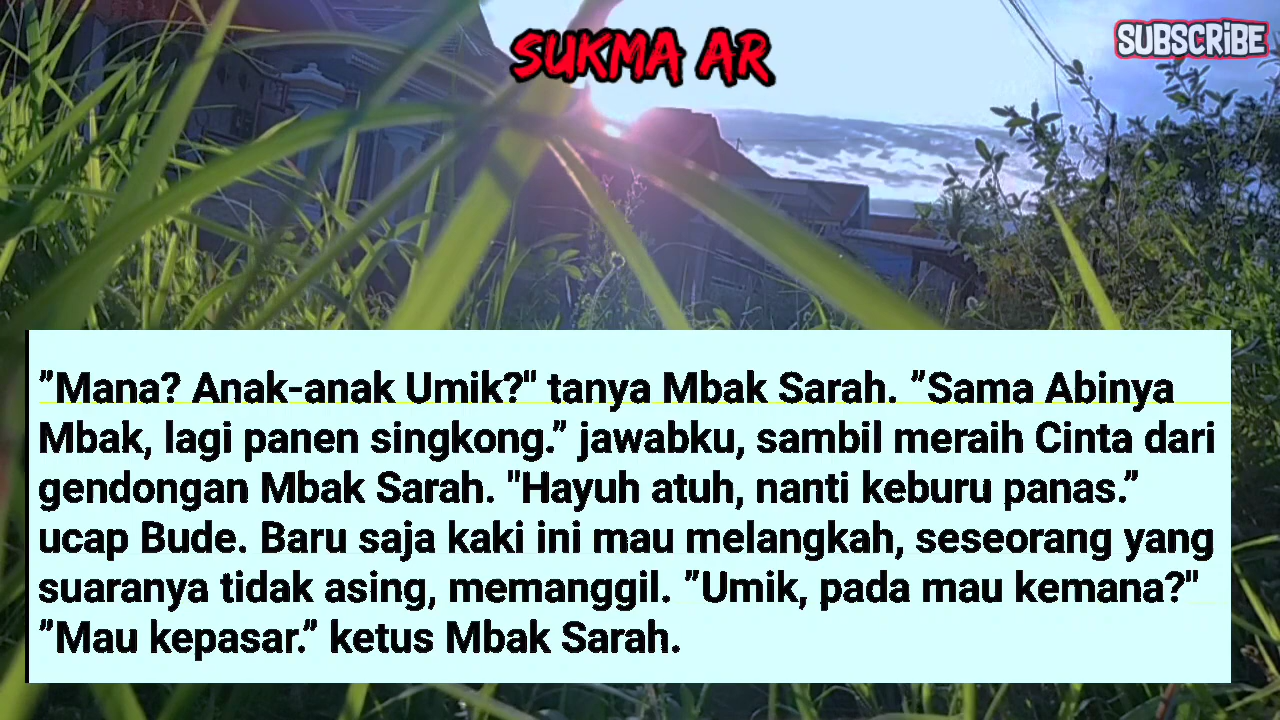 SUKMA AR
SUBSCRiBE
”Mana? Anak-anak Umik?" tanya Mbak Sarah. ”Sama Abinya
Mbak, lagi panen singkong.” jawabku, sambil meraih Cinta dari
gendongan Mbak Sarah. "Hayuh atuh, nanti keburu panas.”
ucap Bude. Baru saja kaki ini mau melangkah, seseorang yang
suaranya tidak asing, memanggil. ”Umik, pada mau kemana?"
”Mau kepasar.” ketus Mbak Sarah.